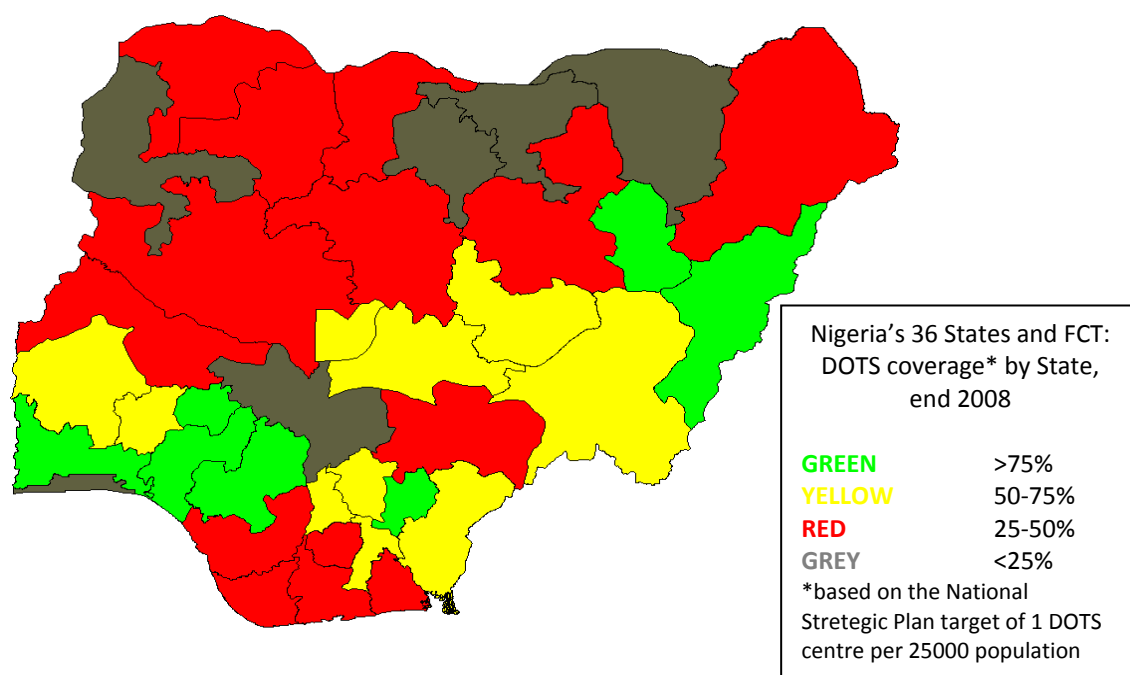 Nigeria’s 36 States and FCT:
DOTS coverage* by State,
end 2008
GREEN >75%
YELLOW 50-75%
RED 25-50%
GREY <25%
*based on the National
Stretegic Plan target of 1 DOTS
centre per 25000 population